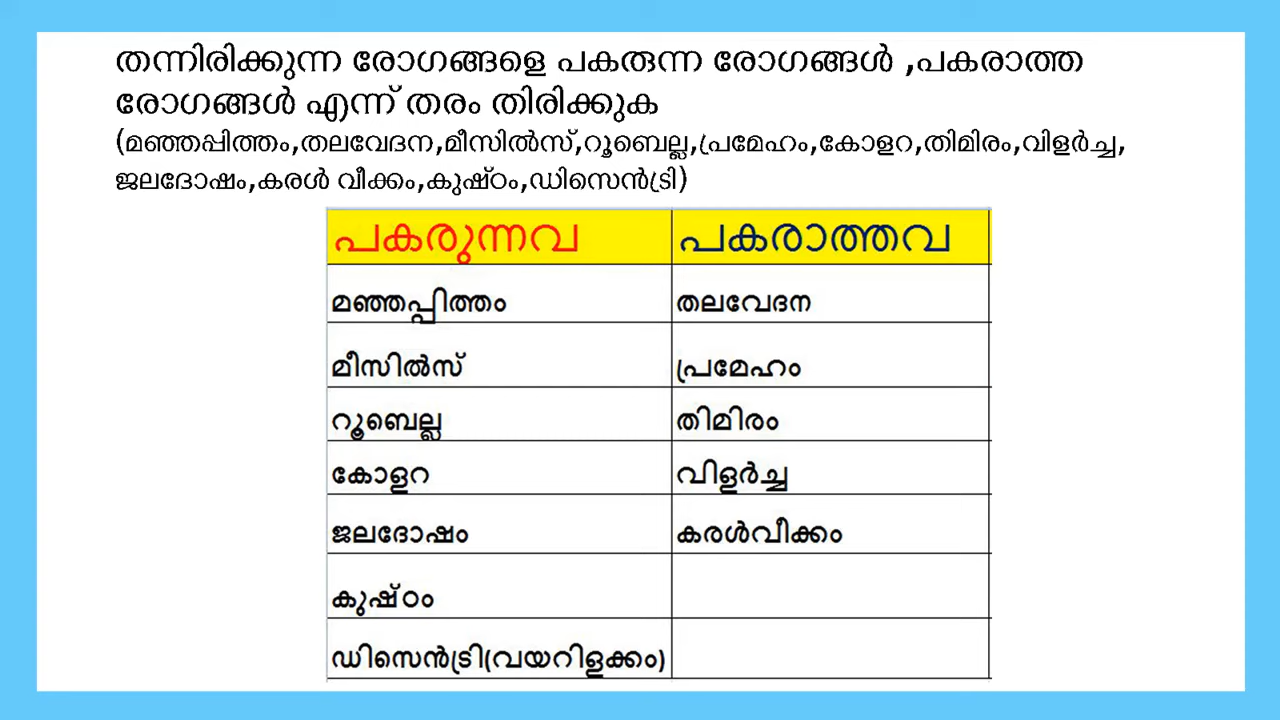 തന്നിരിക്കുന്ന രോഗങ്ങളെ പകരുന്ന രോഗങ്ങൾ ,പകരാത്ത
രോഗങ്ങൾ എന്ന് തരം തിരിക്കുക
(മഞ്ഞപ്പിത്തം,തലവേദന,മീസിൽസ്,റൂബെല്ല,പ്രമേഹം,കോളറ,തിമിരം,വിളർച്ച,
ജലദോഷം,കരൾ വീക്കം,കുഷ്ഠം,ഡിസെൻട്രി)
പകരുന്നവ പകരാത്തവ
മഞ്ഞപ്പിത്തം തലവേദന
മീസിൽസ് പ്രമേഹം
റൂബെല്ല തിമിരം
കോളറ വിളർച്ച
ജലദോഷം കരൾവീക്കം
കുഷ്ഠം
ഡിസെൻട്രി(വയറിളക്കം)